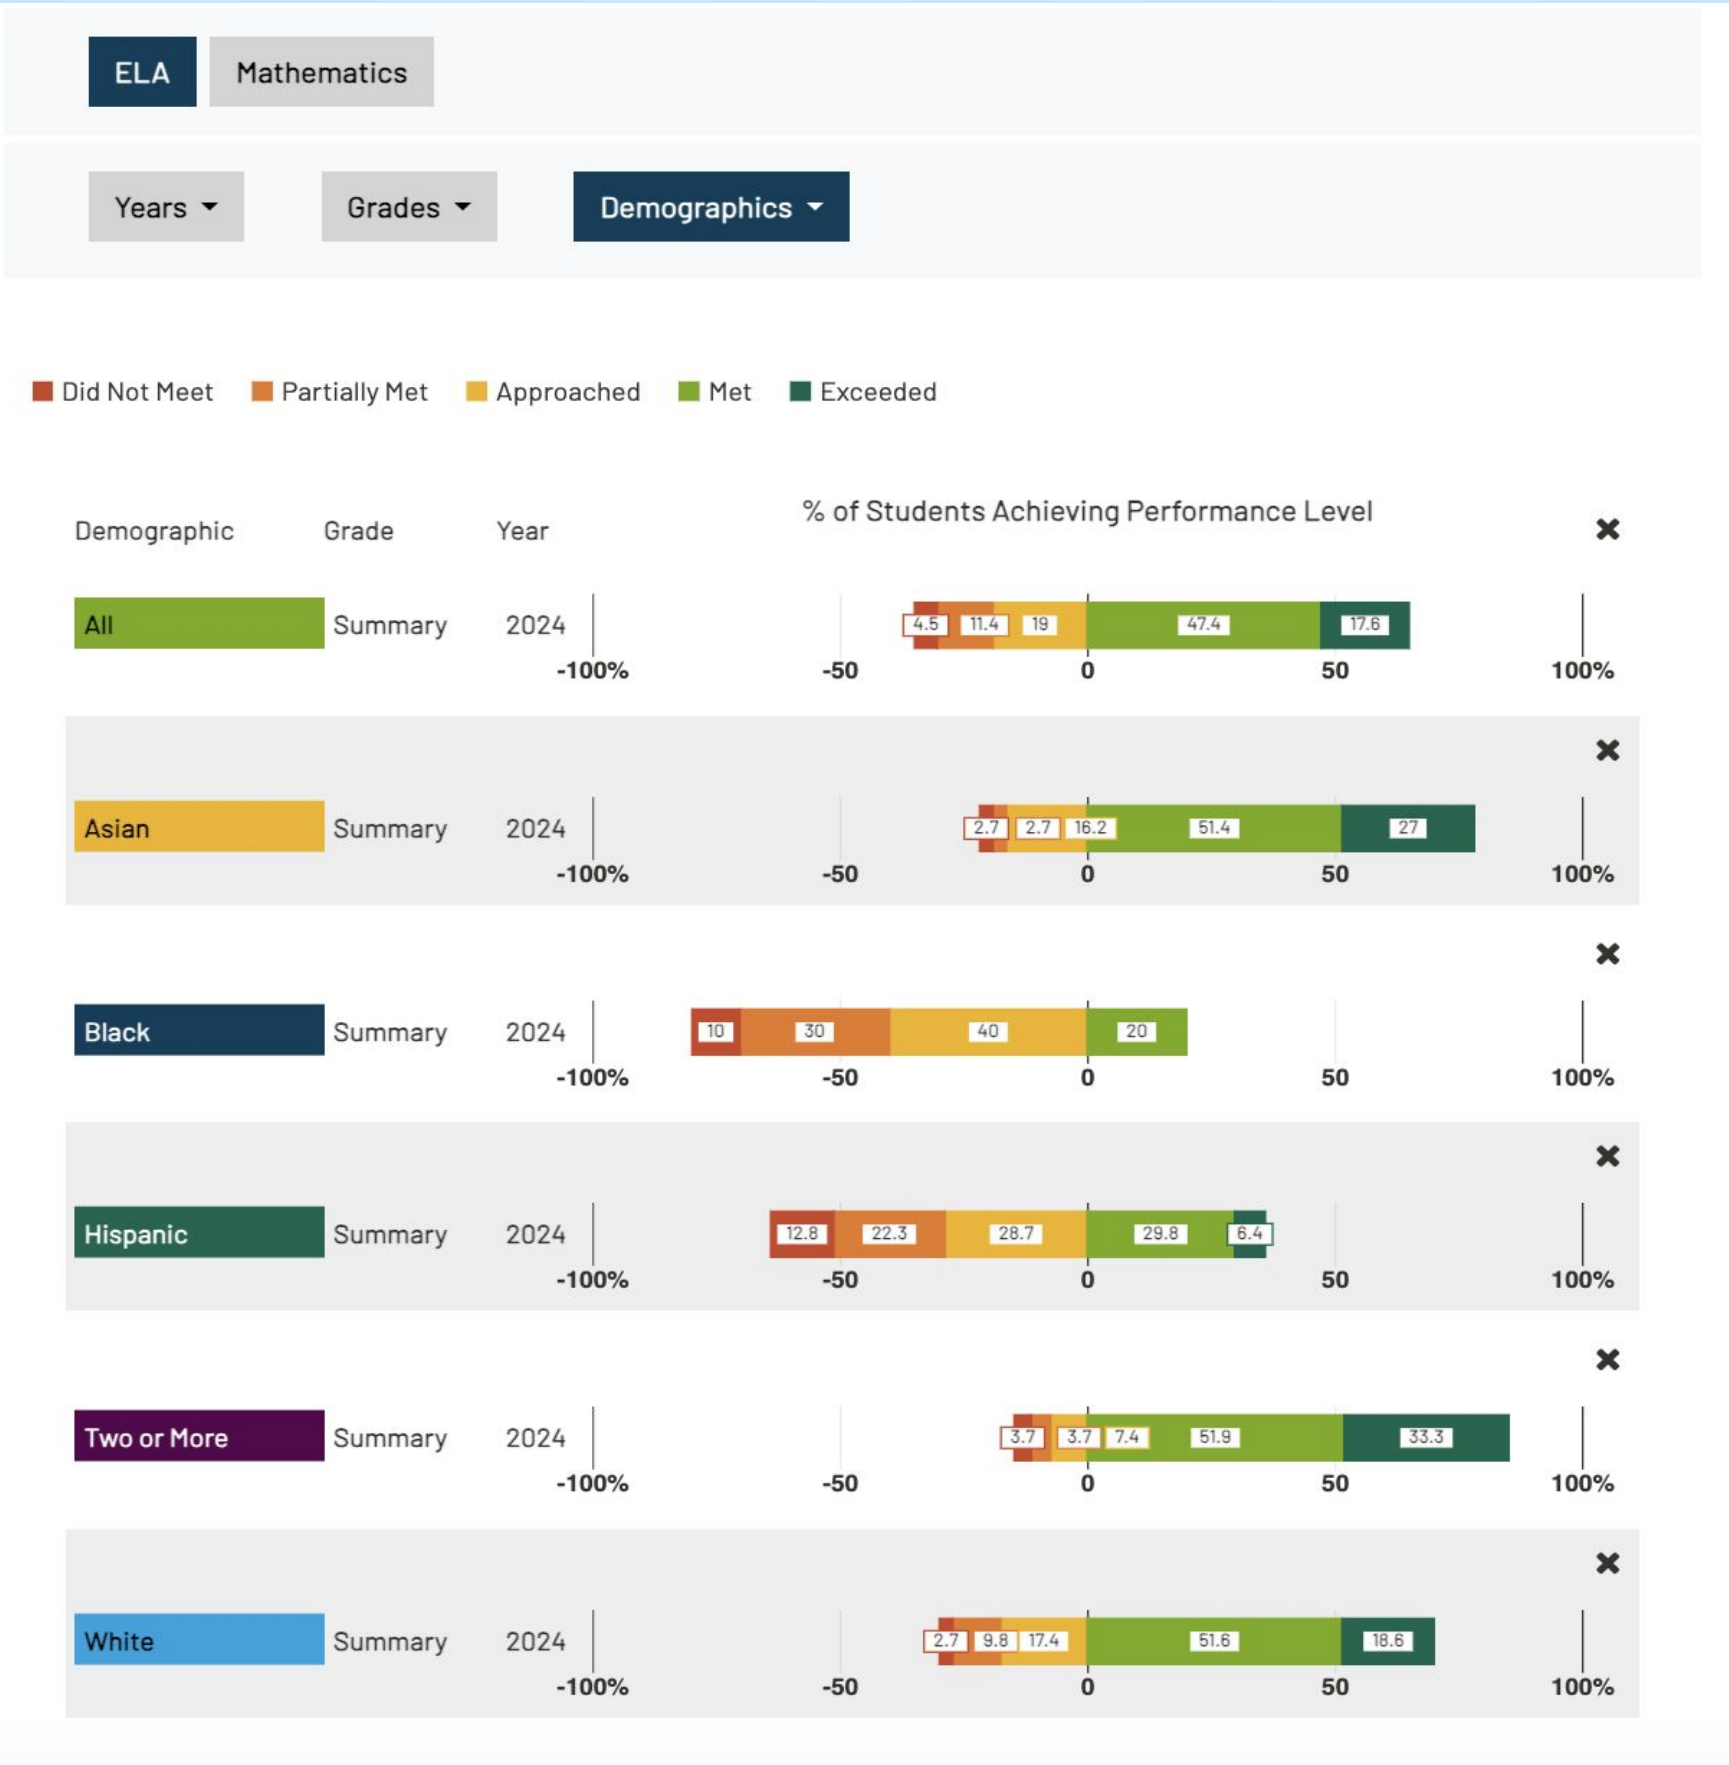 ELA Mathematics
Years Grades Demographics
Did Not Meet Partially Met Approached Met Exceeded
% of Students Achieving Performance Level
Demographic Grade Year
All Summary 2024 4.5 11.4 19 47.4 17.6
-100% -50 0 50 100%
Asian Summary 2024 2.7 2.7 16.2 51.4 27
-100% -50 0 50 100%
Black Summary 2024 10 30 40 20
-100% -50 0 50 100%
Hispanic Summary 2024 12.8 22.3 28.7 29.8 6.4
-100% -50 0 50 100%
Two or More Summary 2024 3.7 3.7 7.4 51.9 33.3
-100% -50 0 50 100%
White Summary 2024 2.7 9.8 17.4 51.6 18.6
-100% -50 0 50 100%